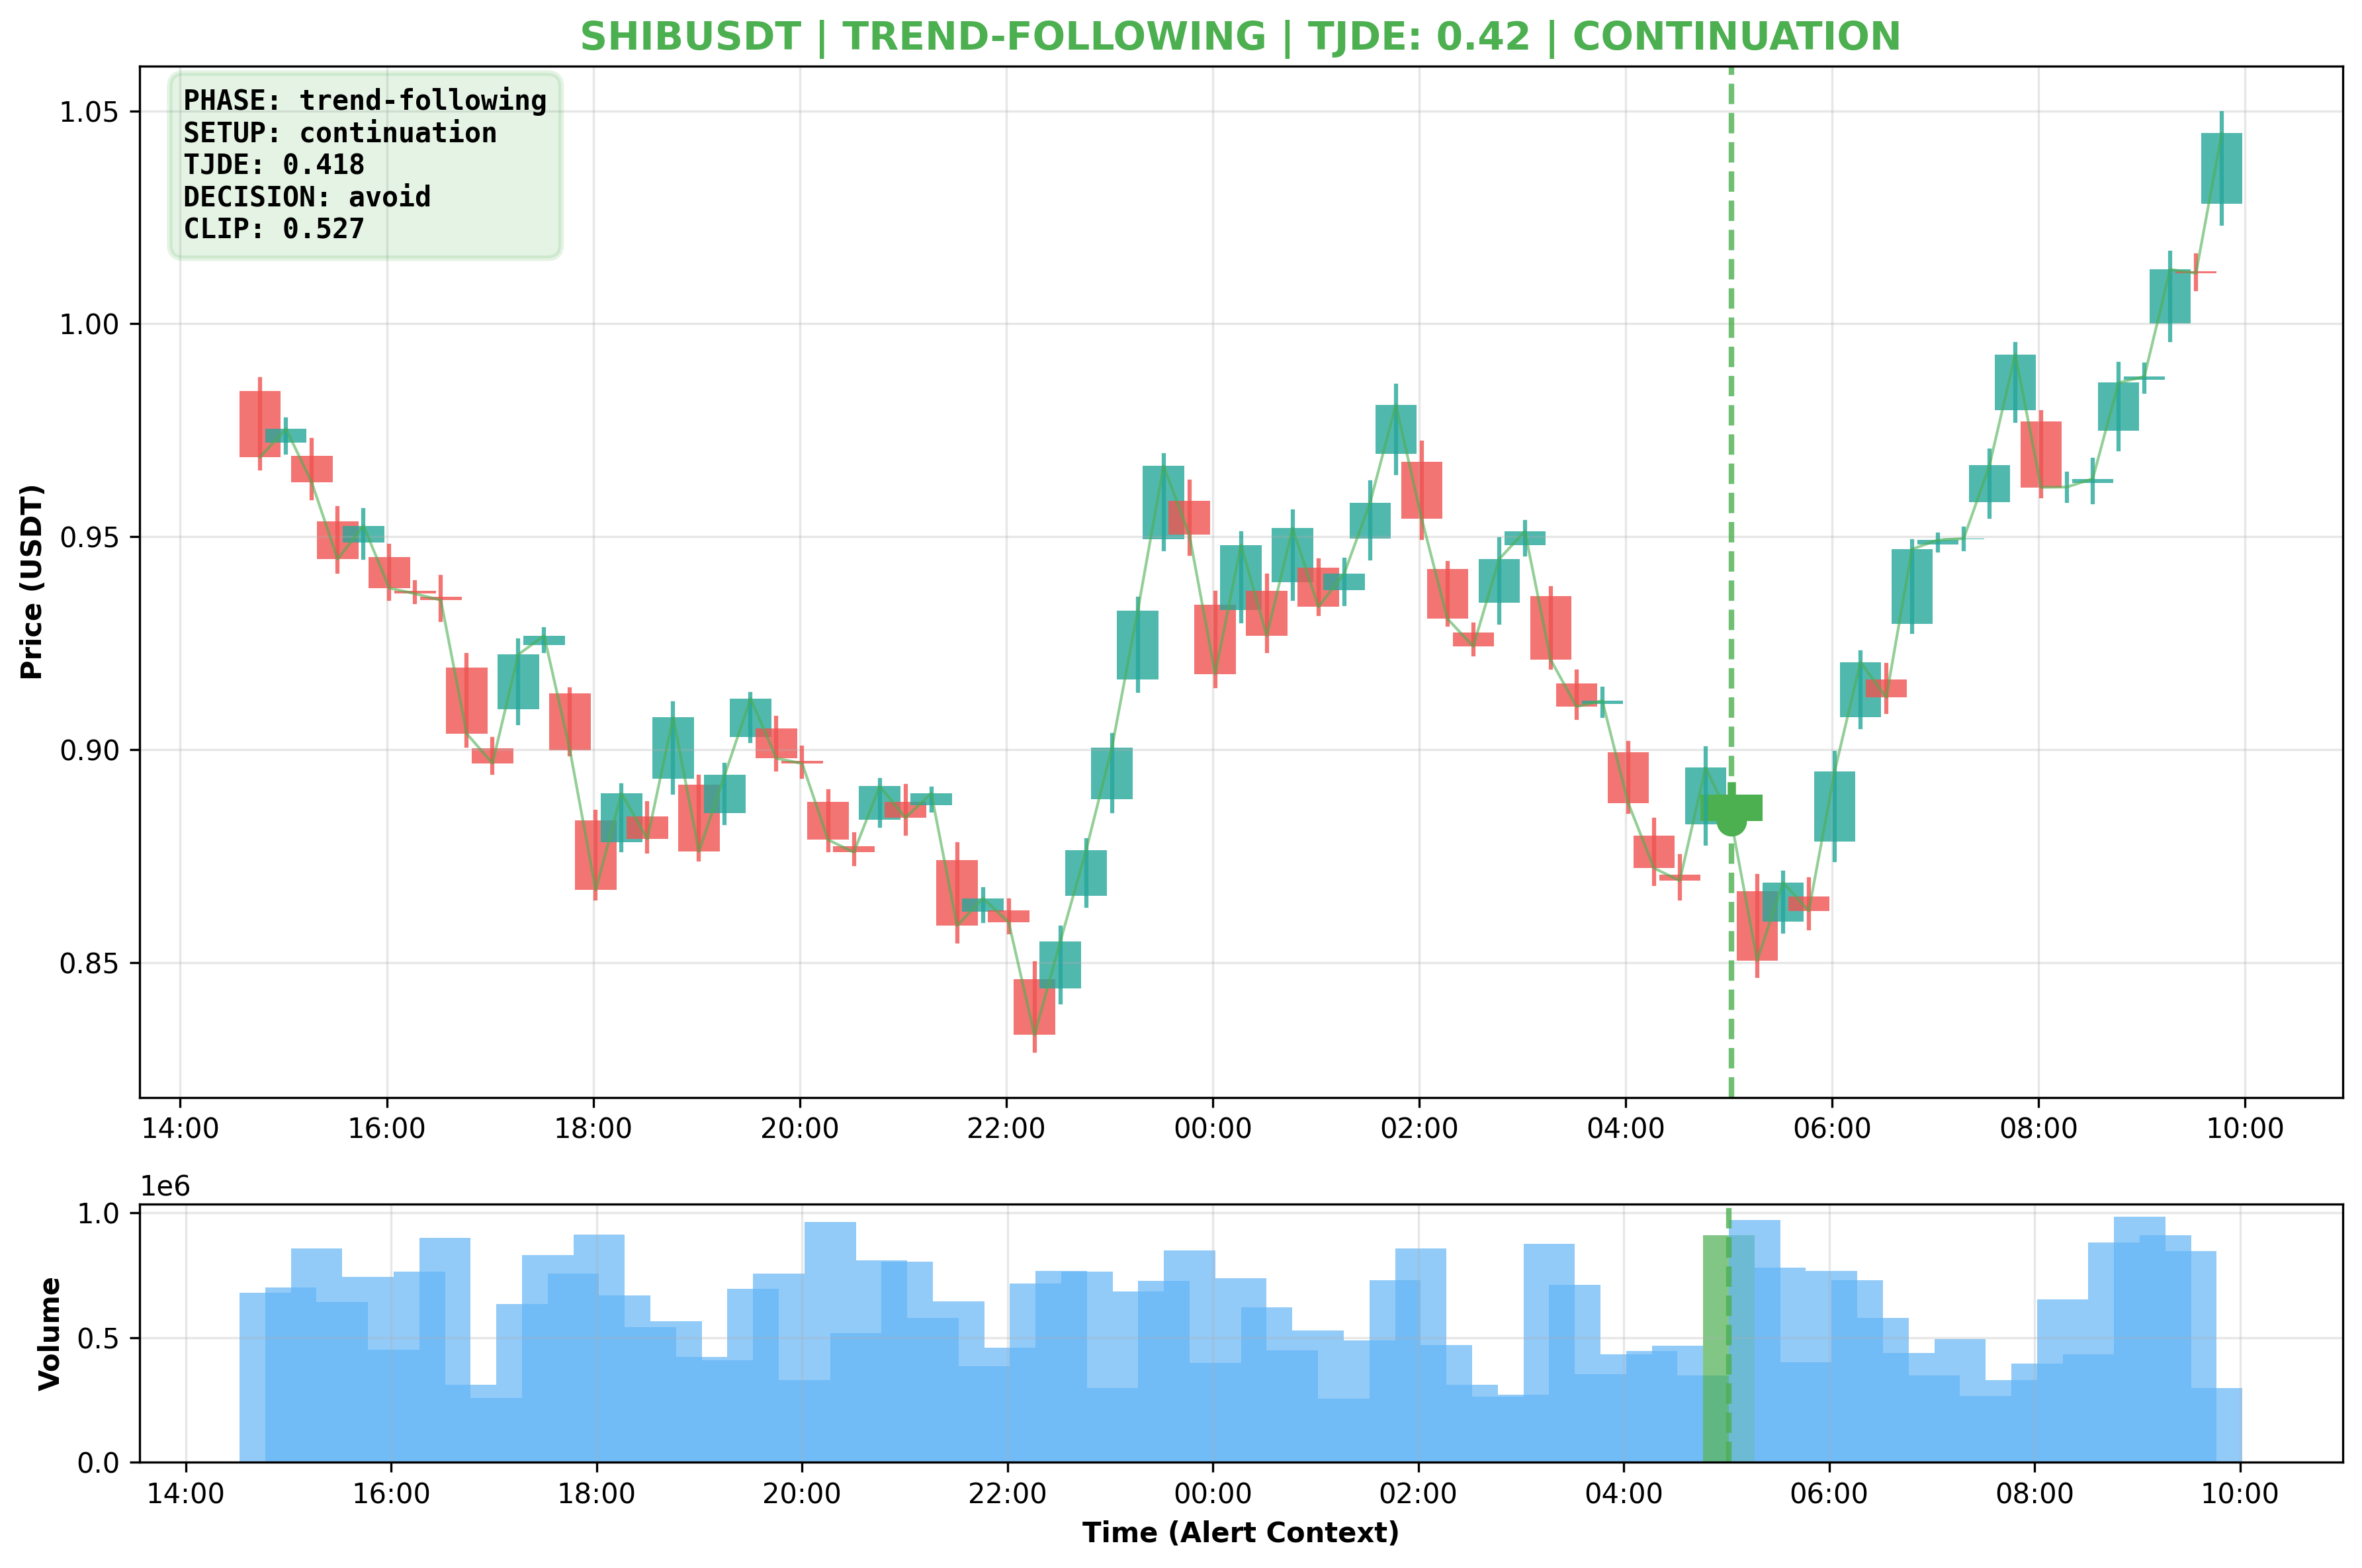 SHIBUSDT | TREND-FOLLOWING | TJDE: 0.42 | CONTINUATION
PHASE: trend-following
SETUP: continuation
TJDE: 0.418
DECISION: avoid
CLIP: 0.527
Price (USDT)
1.05
1.00
0.95
0.90
0.85
14:00 16:00 18:00 20:00 22:00 00:00 02:00 04:00 06:00 08:00 10:00
1e6
Volume
1.0
0.5
0.0
14:00 16:00 18:00 20:00 22:00 00:00 02:00 04:00 06:00 08:00 10:00
Time (Alert Context)